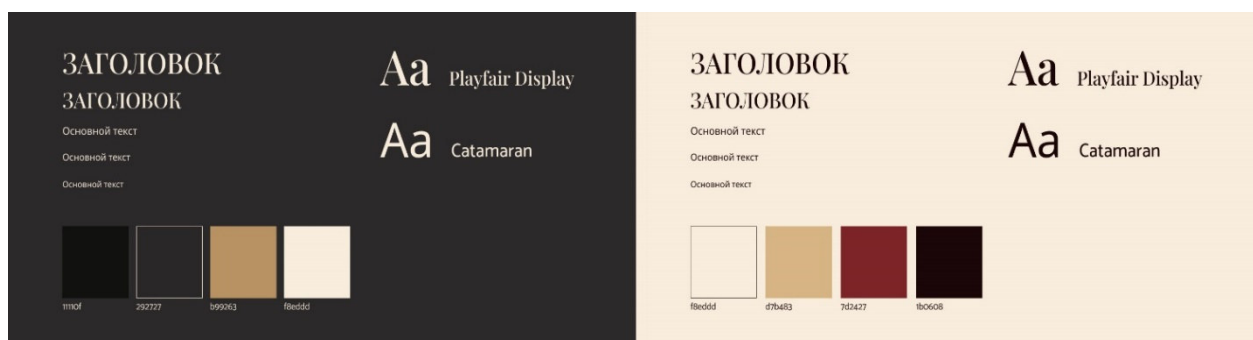 ЗАГОЛОВОК
ЗАГОЛОВОК
Основной текст
Основной текст
Основной текст
Aa Playfair Display
Aa Catamaran
11110f 292727 b99263 f8eddd
ЗАГОЛОВОК
ЗАГОЛОВОК
Основной текст
Основной текст
Основной текст
Aa Playfair Display
Aa Catamaran
f8eddd d7b483 7d2427 1b0608